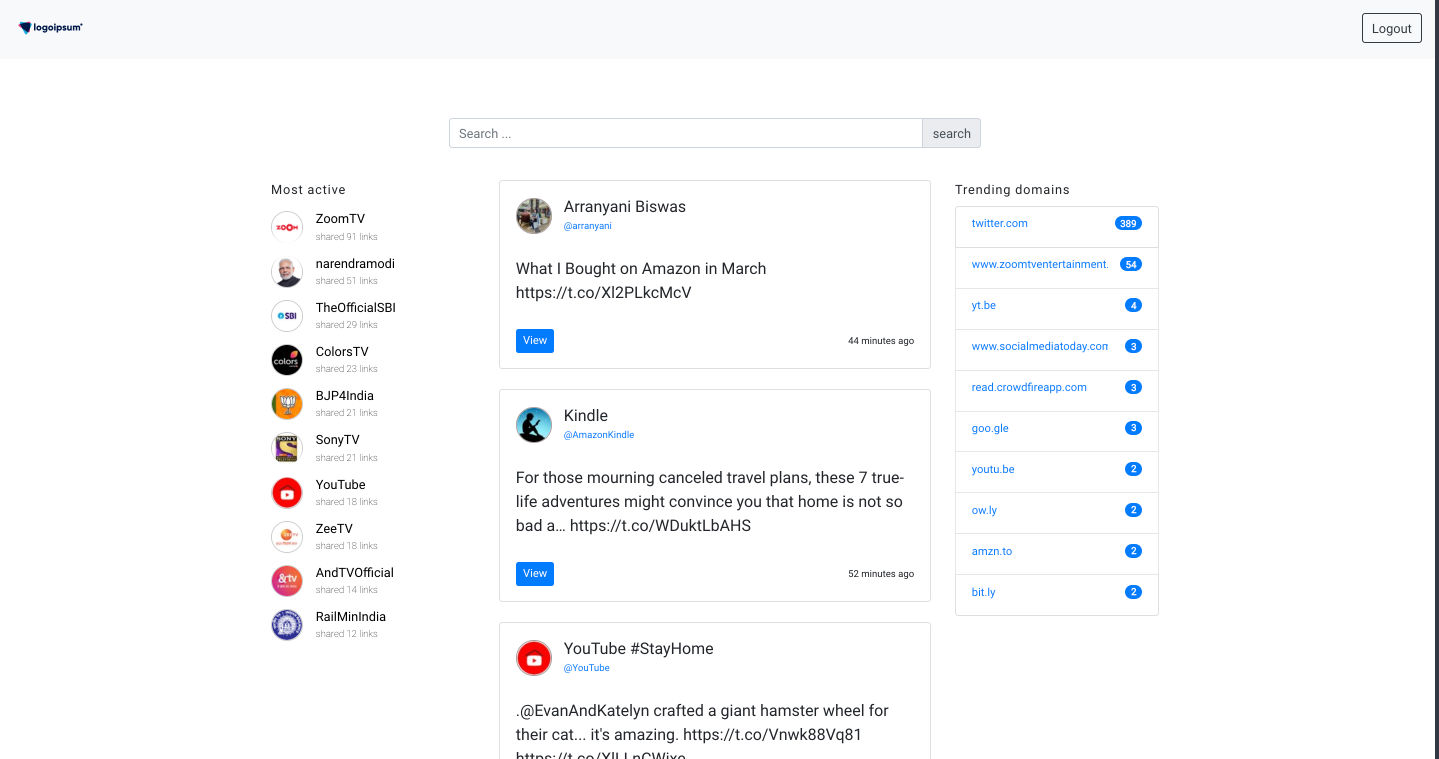 logoipsum
Logout
Search ...
search
Most active
ZoomTV
shared 91 links
narendramodi
shared 51 links
TheOfficialSBI
shared 29 links
ColorsTV
shared 23 links
BJP4India
shared 21 links
SonyTV
shared 21 links
YouTube
shared 18 links
ZeeTV
shared 18 links
AndTVOfficial
shared 14 links
RailMinIndia
shared 12 links
ZOOM
SBI
colors
SONY
&tv
Arranyani Biswas
@arranyani
What I Bought on Amazon in March
https://t.co/Xl2PLkcMcV
View
44 minutes ago
Kindle
@AmazonKindle
For those mourning canceled travel plans, these 7 true-
life adventures might convince you that home is not so
bad a… https://t.co/WDuktLbAHS
View
52 minutes ago
YouTube #StayHome
@YouTube
.@EvanAndKatelyn crafted a giant hamster wheel for
their cat... it's amazing. https://t.co/Vnwk88Vq81
Trending domains
twitter.com 389
www.zoomtventertainment. 54
yt.be 4
www.socialmediatoday.com 3
read.crowdfireapp.com 3
goo.gle 3
youtu.be 2
ow.ly 2
amzn.to 2
bit.ly 2